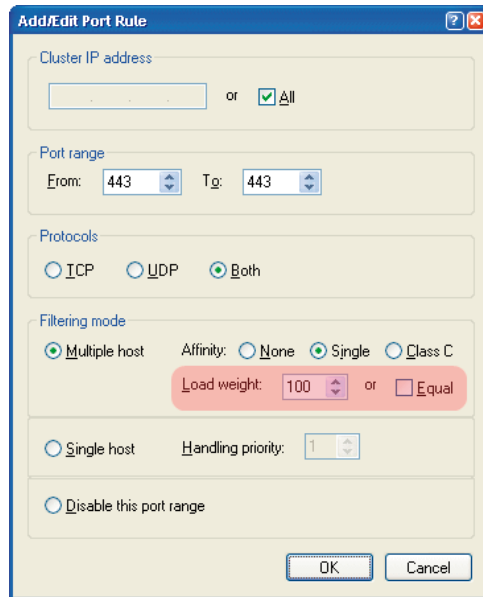 Add/Edit Port Rule
Cluster IP address
. . . or All
Port range
From: 443 To: 443
Protocols
TCP UDP Both
Filtering mode
Multiple host Affinity: None Single Class C
Load weight: 100 or Equal
Single host Handling priority: 1
Disable this port range
OK Cancel